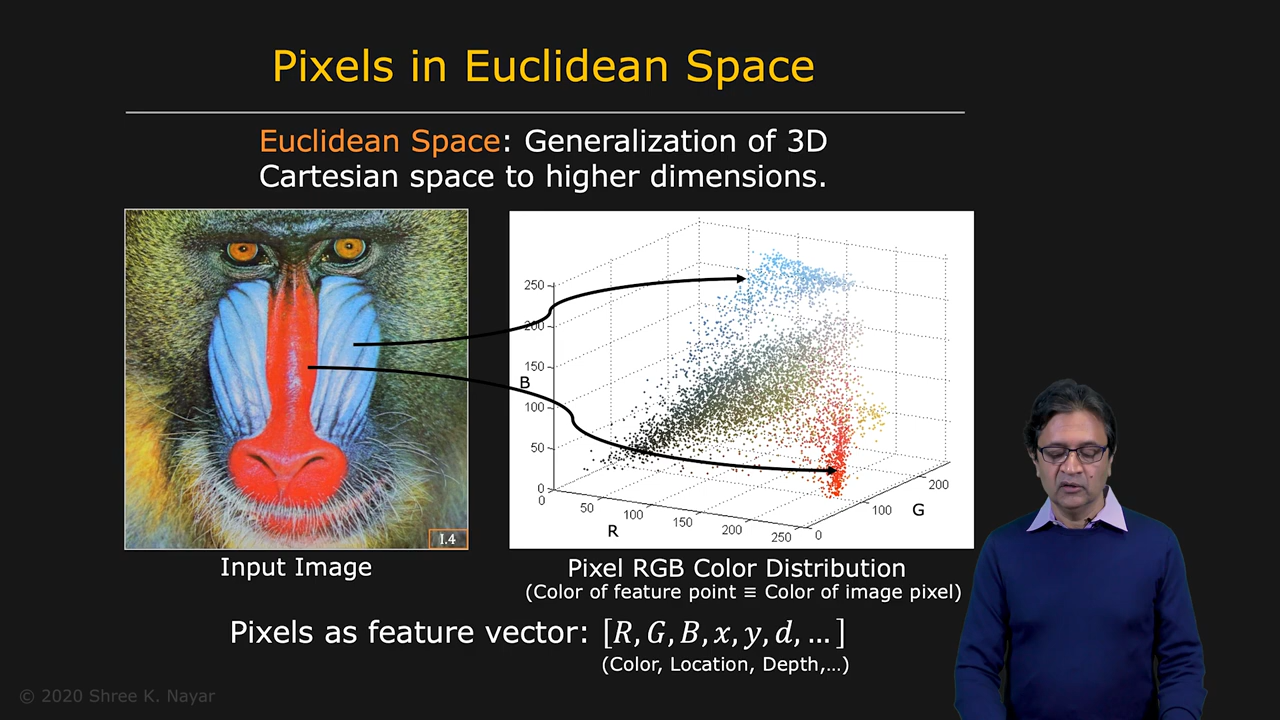 Pixels in Euclidean Space
Euclidean Space: Generalization of 3D
Cartesian space to higher dimensions.
I.4
250
200
150
100
50
0
B
0
50
100
150
200
250
R
0
100
200
G
Input Image
Pixel RGB Color Distribution
(Color of feature point ≡ Color of image pixel)
Pixels as feature vector: [R, G, B, x, y, d, … ]
(Color, Location, Depth,…)
© 2020 Shree K. Nayar